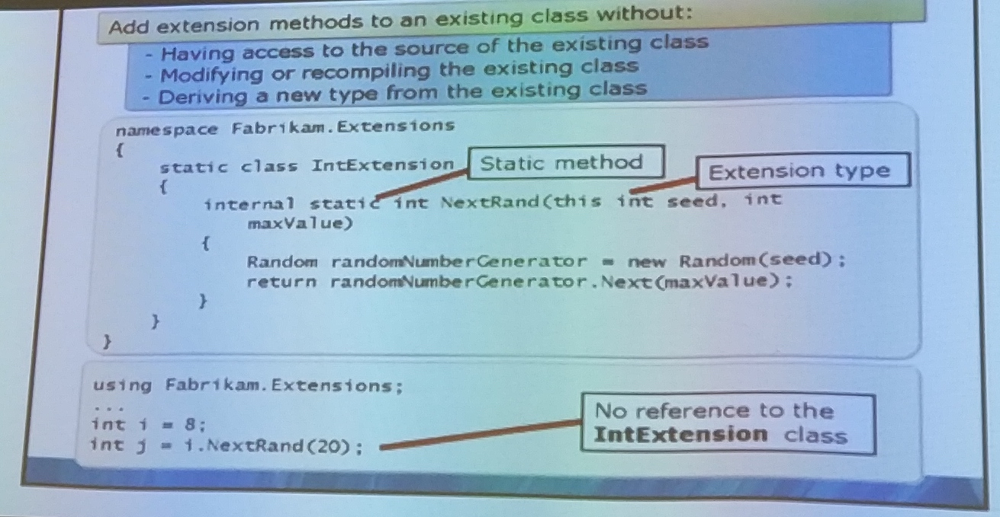 Add extension methods to an existing class without:
- Having access to the source of the existing class
- Modifying or recompiling the existing class
- Deriving a new type from the existing class
namespace Fabrikam.Extensions
{
static class IntExtension
Static method
Extension type
{
internal static int NextRand(this int seed, int
maxValue)
{
Random randomNumberGenerator = new Random(seed);
return randomNumberGenerator.Next(maxValue);
}
}
}
using Fabrikam.Extensions;
...
int i = 8;
int j = i.NextRand(20);
No reference to the
IntExtension class